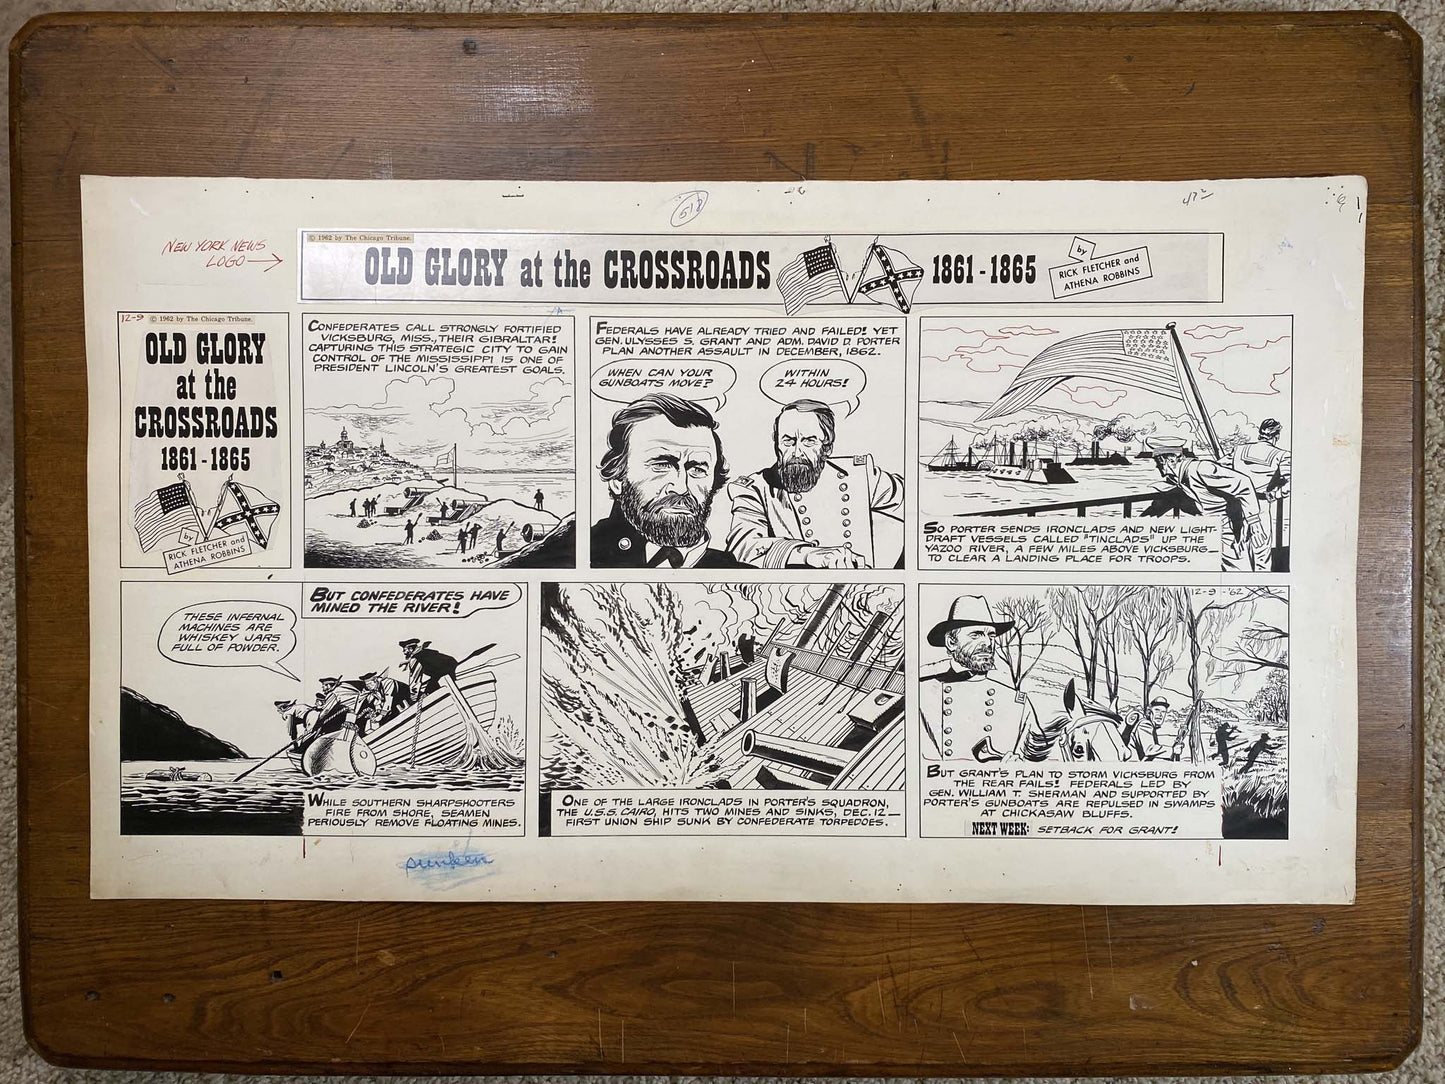 518
NEW YORK NEWS
LOGO →
© 1962 by The Chicago Tribune.
OLD GLORY at the CROSSROADS 1861-1865
by
RICK FLETCHER and
ATHENA ROBBINS
12-9 © 1962 by The Chicago Tribune.
OLD GLORY
at the
CROSSROADS
1861-1865
by
RICK FLETCHER and
ATHENA ROBBINS
CONFEDERATES CALL STRONGLY FORTIFIED
VICKSBURG, MISS., THEIR GIBRALTAR!
CAPTURING THIS STRATEGIC CITY TO GAIN
CONTROL OF THE MISSISSIPPI IS ONE OF
PRESIDENT LINCOLN'S GREATEST GOALS.
FEDERALS HAVE ALREADY TRIED AND FAILED! YET
GEN. ULYSSES S. GRANT AND ADM. DAVID D. PORTER
PLAN ANOTHER ASSAULT IN DECEMBER, 1862.
WHEN CAN YOUR
GUNBOATS MOVE?
WITHIN
24 HOURS!
SO PORTER SENDS IRONCLADS AND NEW LIGHT-
DRAFT VESSELS CALLED "TINCLADS" UP THE
YAZOO RIVER, A FEW MILES ABOVE VICKSBURG—
TO CLEAR A LANDING PLACE FOR TROOPS.
BUT CONFEDERATES HAVE
MINED THE RIVER!
THESE INFERNAL
MACHINES ARE
WHISKEY JARS
FULL OF POWDER.
WHILE SOUTHERN SHARPSHOOTERS
FIRE FROM SHORE, SEAMEN
PERIOUSLY REMOVE FLOATING MINES.
ONE OF THE LARGE IRONCLADS IN PORTER'S SQUADRON,
THE U.S.S. CAIRO, HITS TWO MINES AND SINKS, DEC. 12—
FIRST UNION SHIP SUNK BY CONFEDERATE TORPEDOES.
12-9-'62
BUT GRANT'S PLAN TO STORM VICKSBURG FROM
THE REAR FAILS! FEDERALS LED BY
GEN. WILLIAM T. SHERMAN AND SUPPORTED BY
PORTER'S GUNBOATS ARE REPULSED IN SWAMPS
AT CHICKASAW BLUFFS.
NEXT WEEK: SETBACK FOR GRANT!